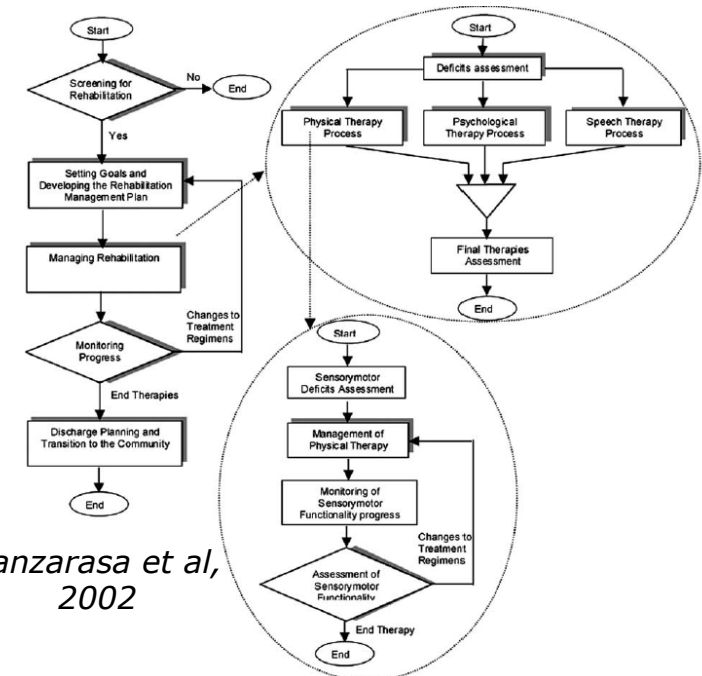 Start
Screening for
Rehabilitation
No
End
Yes
Setting Goals and
Developing the Rehabilitation
Management Plan
Managing Rehabilitation
Changes to
Treatment
Regimens
Monitoring
Progress
End Therapies
Discharge Planning and
Transition to the Community
End
anzarasa et al,
2002
Start
Deficits assessment
Physical Therapy
Process
Psychological
Therapy Process
Speech Therapy
Process
Final Therapies
Assessment
End
Start
Sensorymotor
Deficits Assessment
Management of
Physical Therapy
Monitoring of
Sensorymotor
Functionality progress
Changes to
Treatment
Regimens
Assessment of
Sensorymotor
Functionality
End Therapy
End